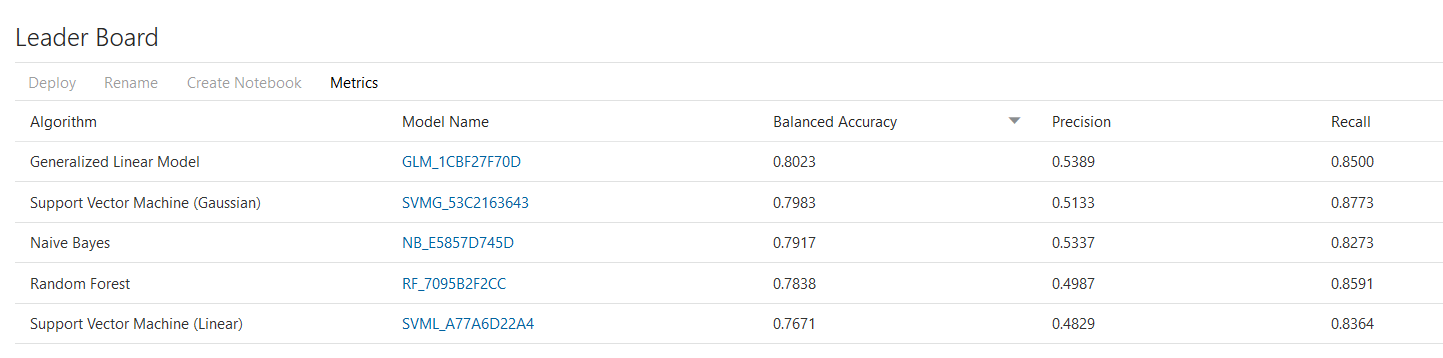 Leader Board
Deploy Rename Create Notebook Metrics
Algorithm Model Name Balanced Accuracy Precision Recall
Generalized Linear Model GLM_1CBF27F70D 0.8023 0.5389 0.8500
Support Vector Machine (Gaussian) SVMG_53C2163643 0.7983 0.5133 0.8773
Naive Bayes NB_E5857D745D 0.7917 0.5337 0.8273
Random Forest RF_7095B2F2CC 0.7838 0.4987 0.8591
Support Vector Machine (Linear) SVML_A77A6D22A4 0.7671 0.4829 0.8364